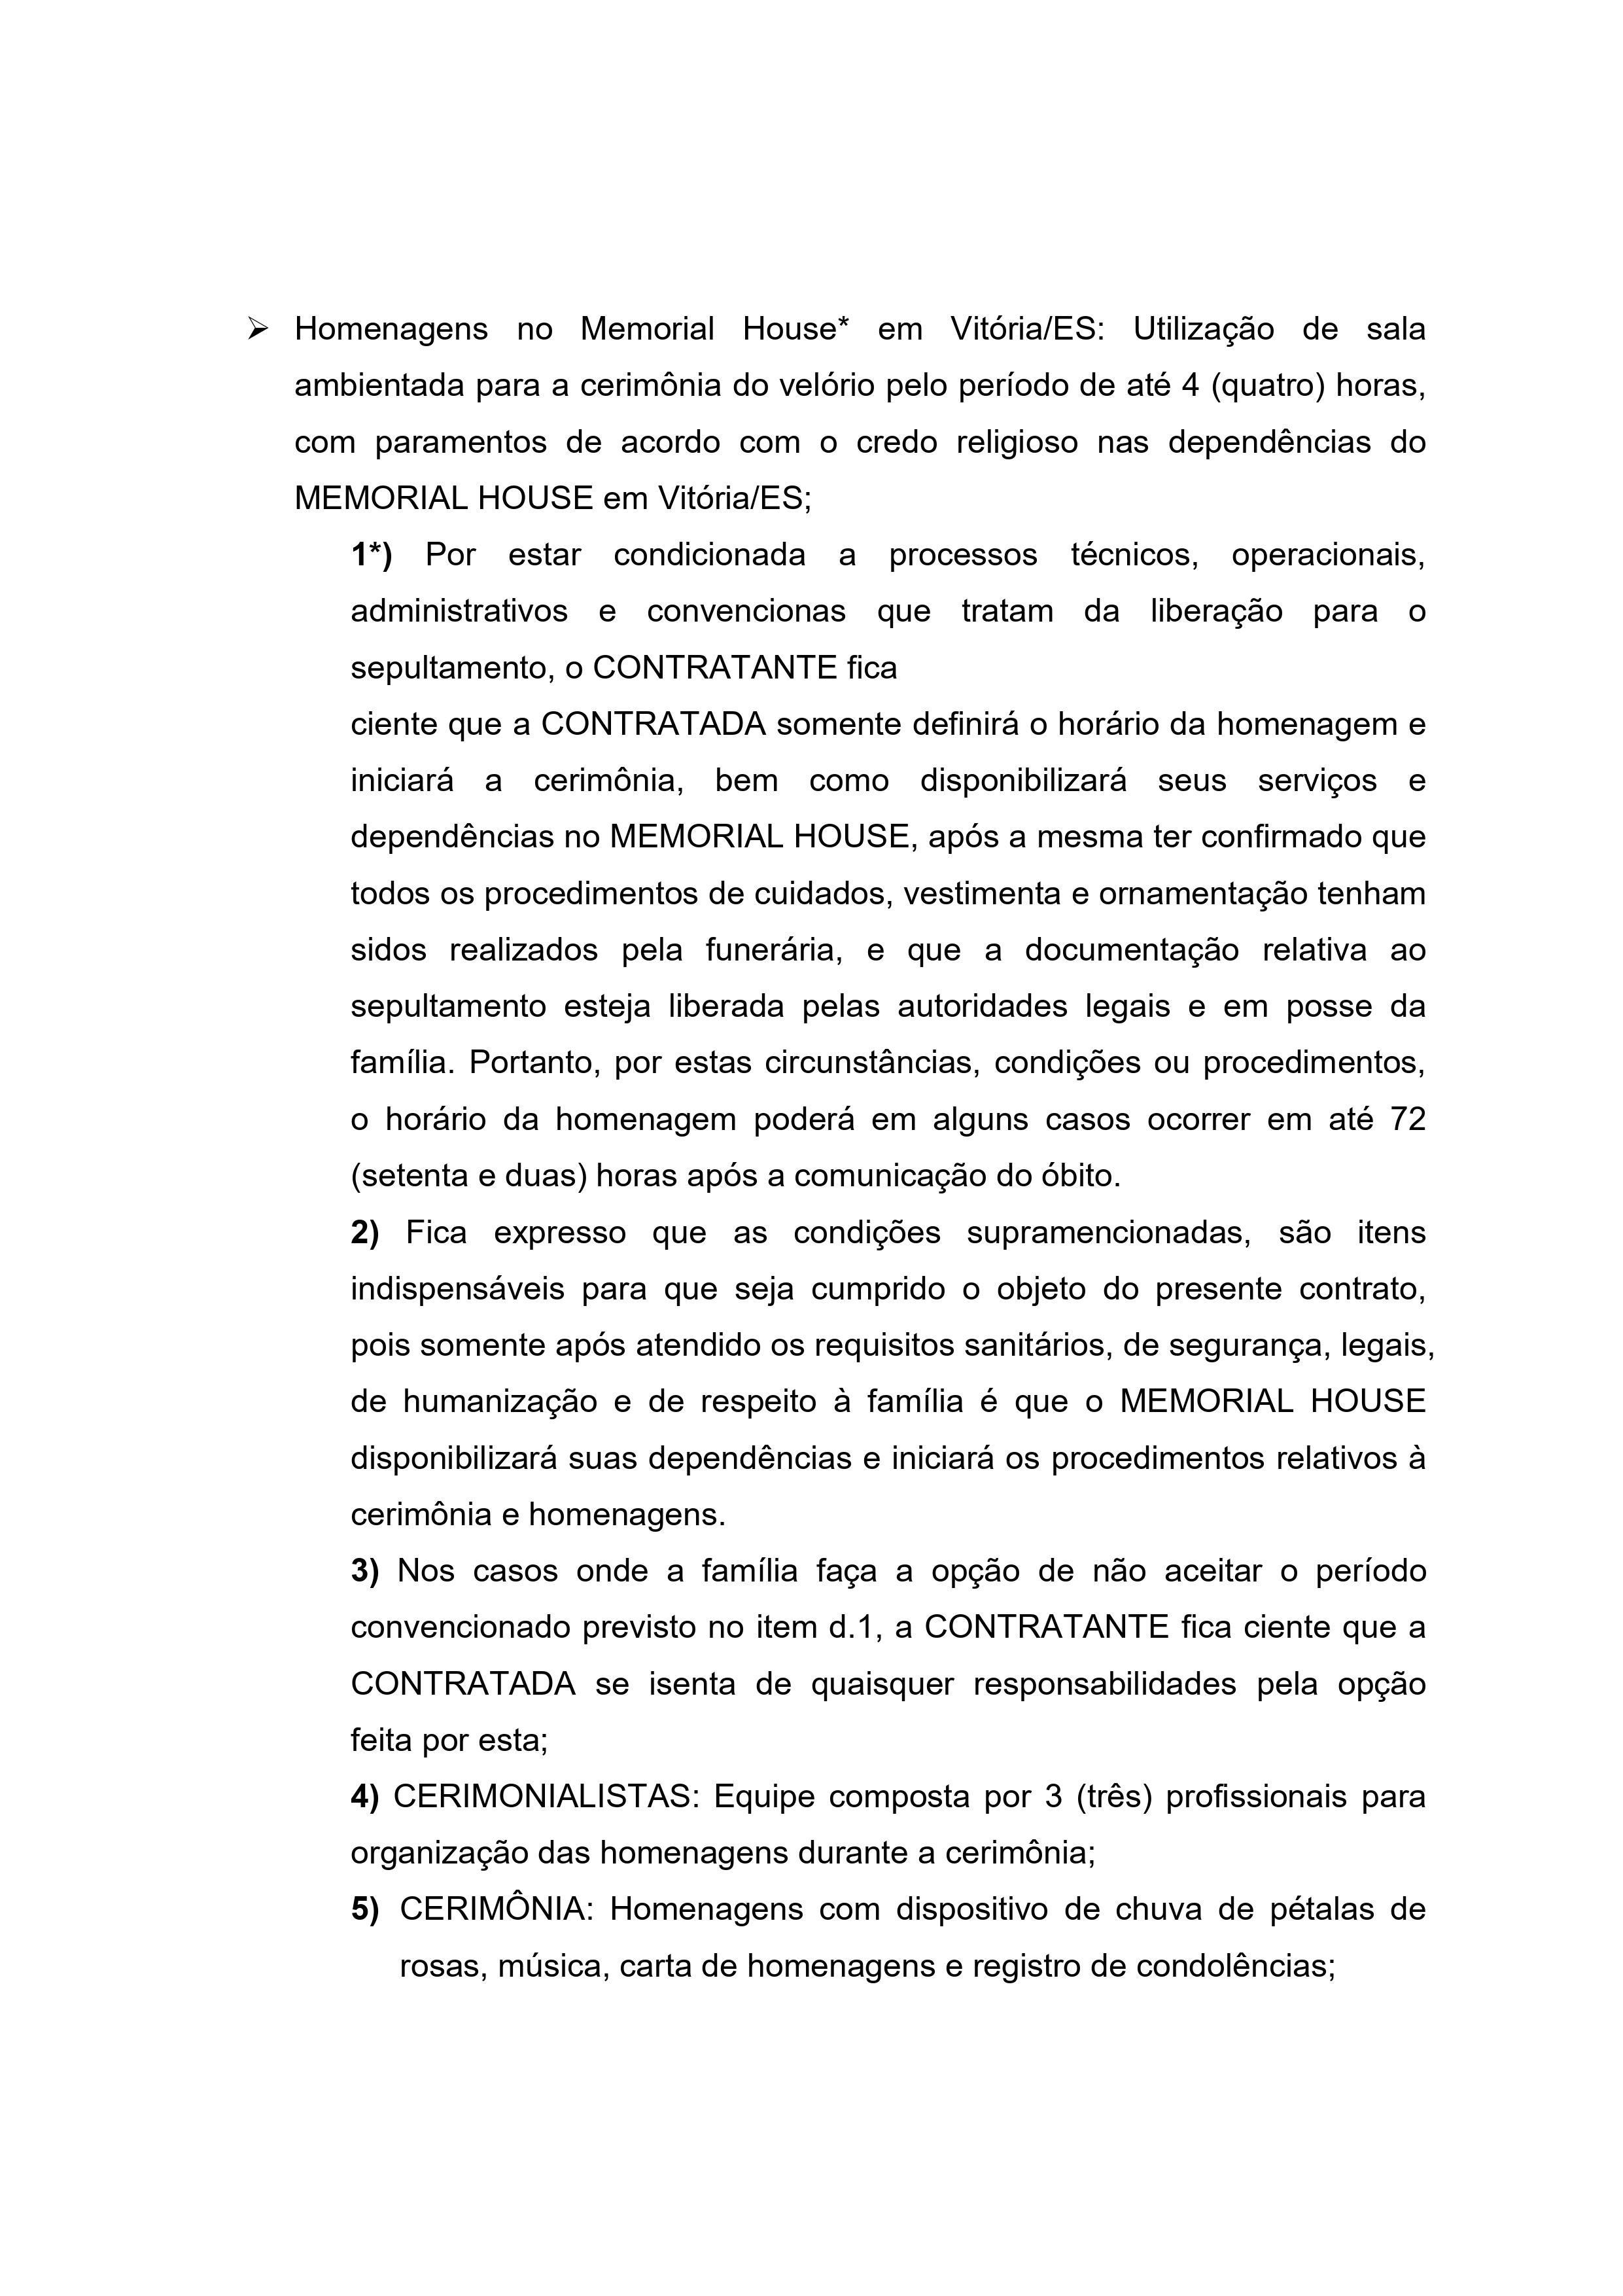 ➢ Homenagens no Memorial House* em Vitória/ES: Utilização de sala
ambientada para a cerimônia do velório pelo período de até 4 (quatro) horas,
com paramentos de acordo com o credo religioso nas dependências do
MEMORIAL HOUSE em Vitória/ES;
1*) Por estar condicionada a processos técnicos, operacionais,
administrativos e convencionas que tratam da liberação para o
sepultamento, o CONTRATANTE fica
ciente que a CONTRATADA somente definirá o horário da homenagem e
iniciará a cerimônia, bem como disponibilizará seus serviços e
dependências no MEMORIAL HOUSE, após a mesma ter confirmado que
todos os procedimentos de cuidados, vestimenta e ornamentação tenham
sidos realizados pela funerária, e que a documentação relativa ao
sepultamento esteja liberada pelas autoridades legais e em posse da
família. Portanto, por estas circunstâncias, condições ou procedimentos,
o horário da homenagem poderá em alguns casos ocorrer em até 72
(setenta e duas) horas após a comunicação do óbito.
2) Fica expresso que as condições supramencionadas, são itens
indispensáveis para que seja cumprido o objeto do presente contrato,
pois somente após atendido os requisitos sanitários, de segurança, legais,
de humanização e de respeito à família é que o MEMORIAL HOUSE
disponibilizará suas dependências e iniciará os procedimentos relativos à
cerimônia e homenagens.
3) Nos casos onde a família faça a opção de não aceitar o período
convencionado previsto no item d.1, a CONTRATANTE fica ciente que a
CONTRATADA se isenta de quaisquer responsabilidades pela opção
feita por esta;
4) CERIMONIALISTAS: Equipe composta por 3 (três) profissionais para
organização das homenagens durante a cerimônia;
5) CERIMÔNIA: Homenagens com dispositivo de chuva de pétalas de
rosas, música, carta de homenagens e registro de condolências;